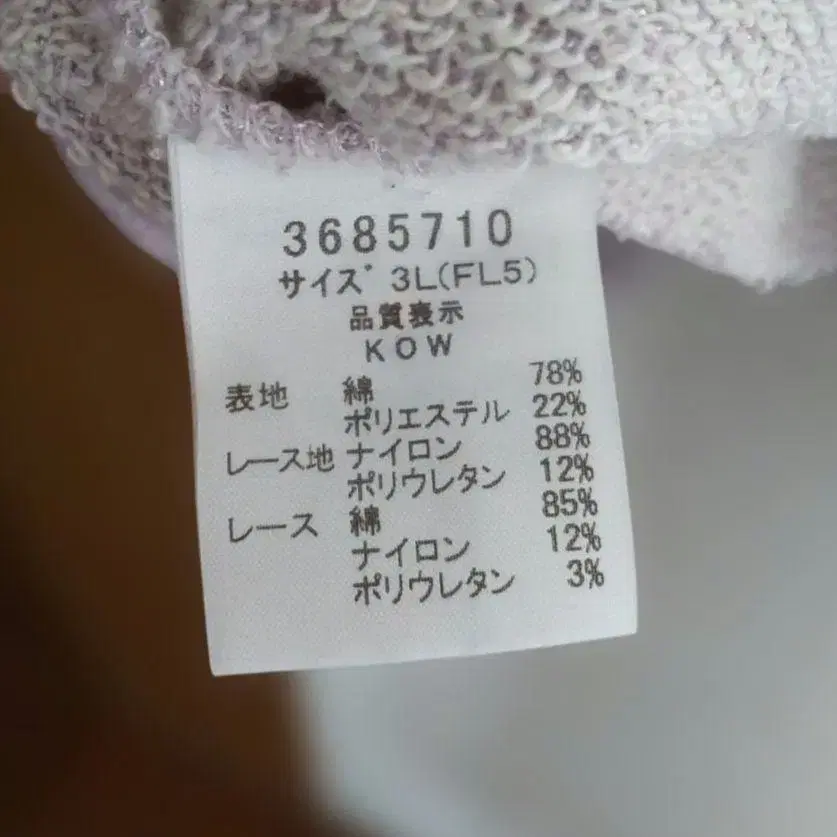 3685710
サイズ 3L(FL5)
品質表示
KOW
表地 綿 78%
ポリエステル 22%
レース地 ナイロン 88%
ポリウレタン 12%
レース 綿 85%
ナイロン 12%
ポリウレタン 3%